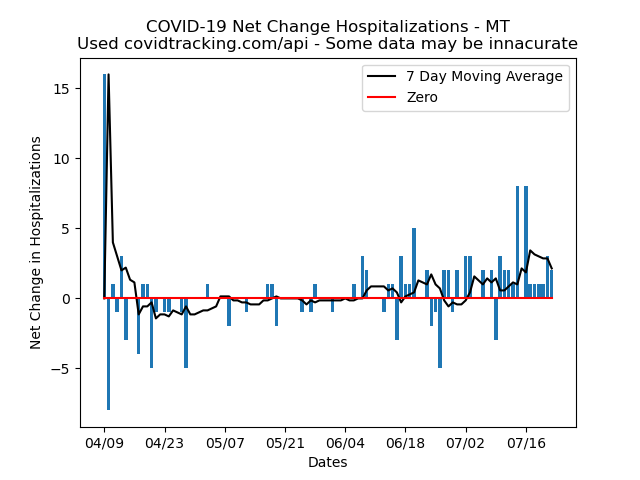 COVID-19 Net Change Hospitalizations - MT
Used covidtracking.com/api - Some data may be innacurate
7 Day Moving Average
Zero
Net Change in Hospitalizations
15
10
5
0
−5
04/09 04/23 05/07 05/21 06/04 06/18 07/02 07/16
Dates